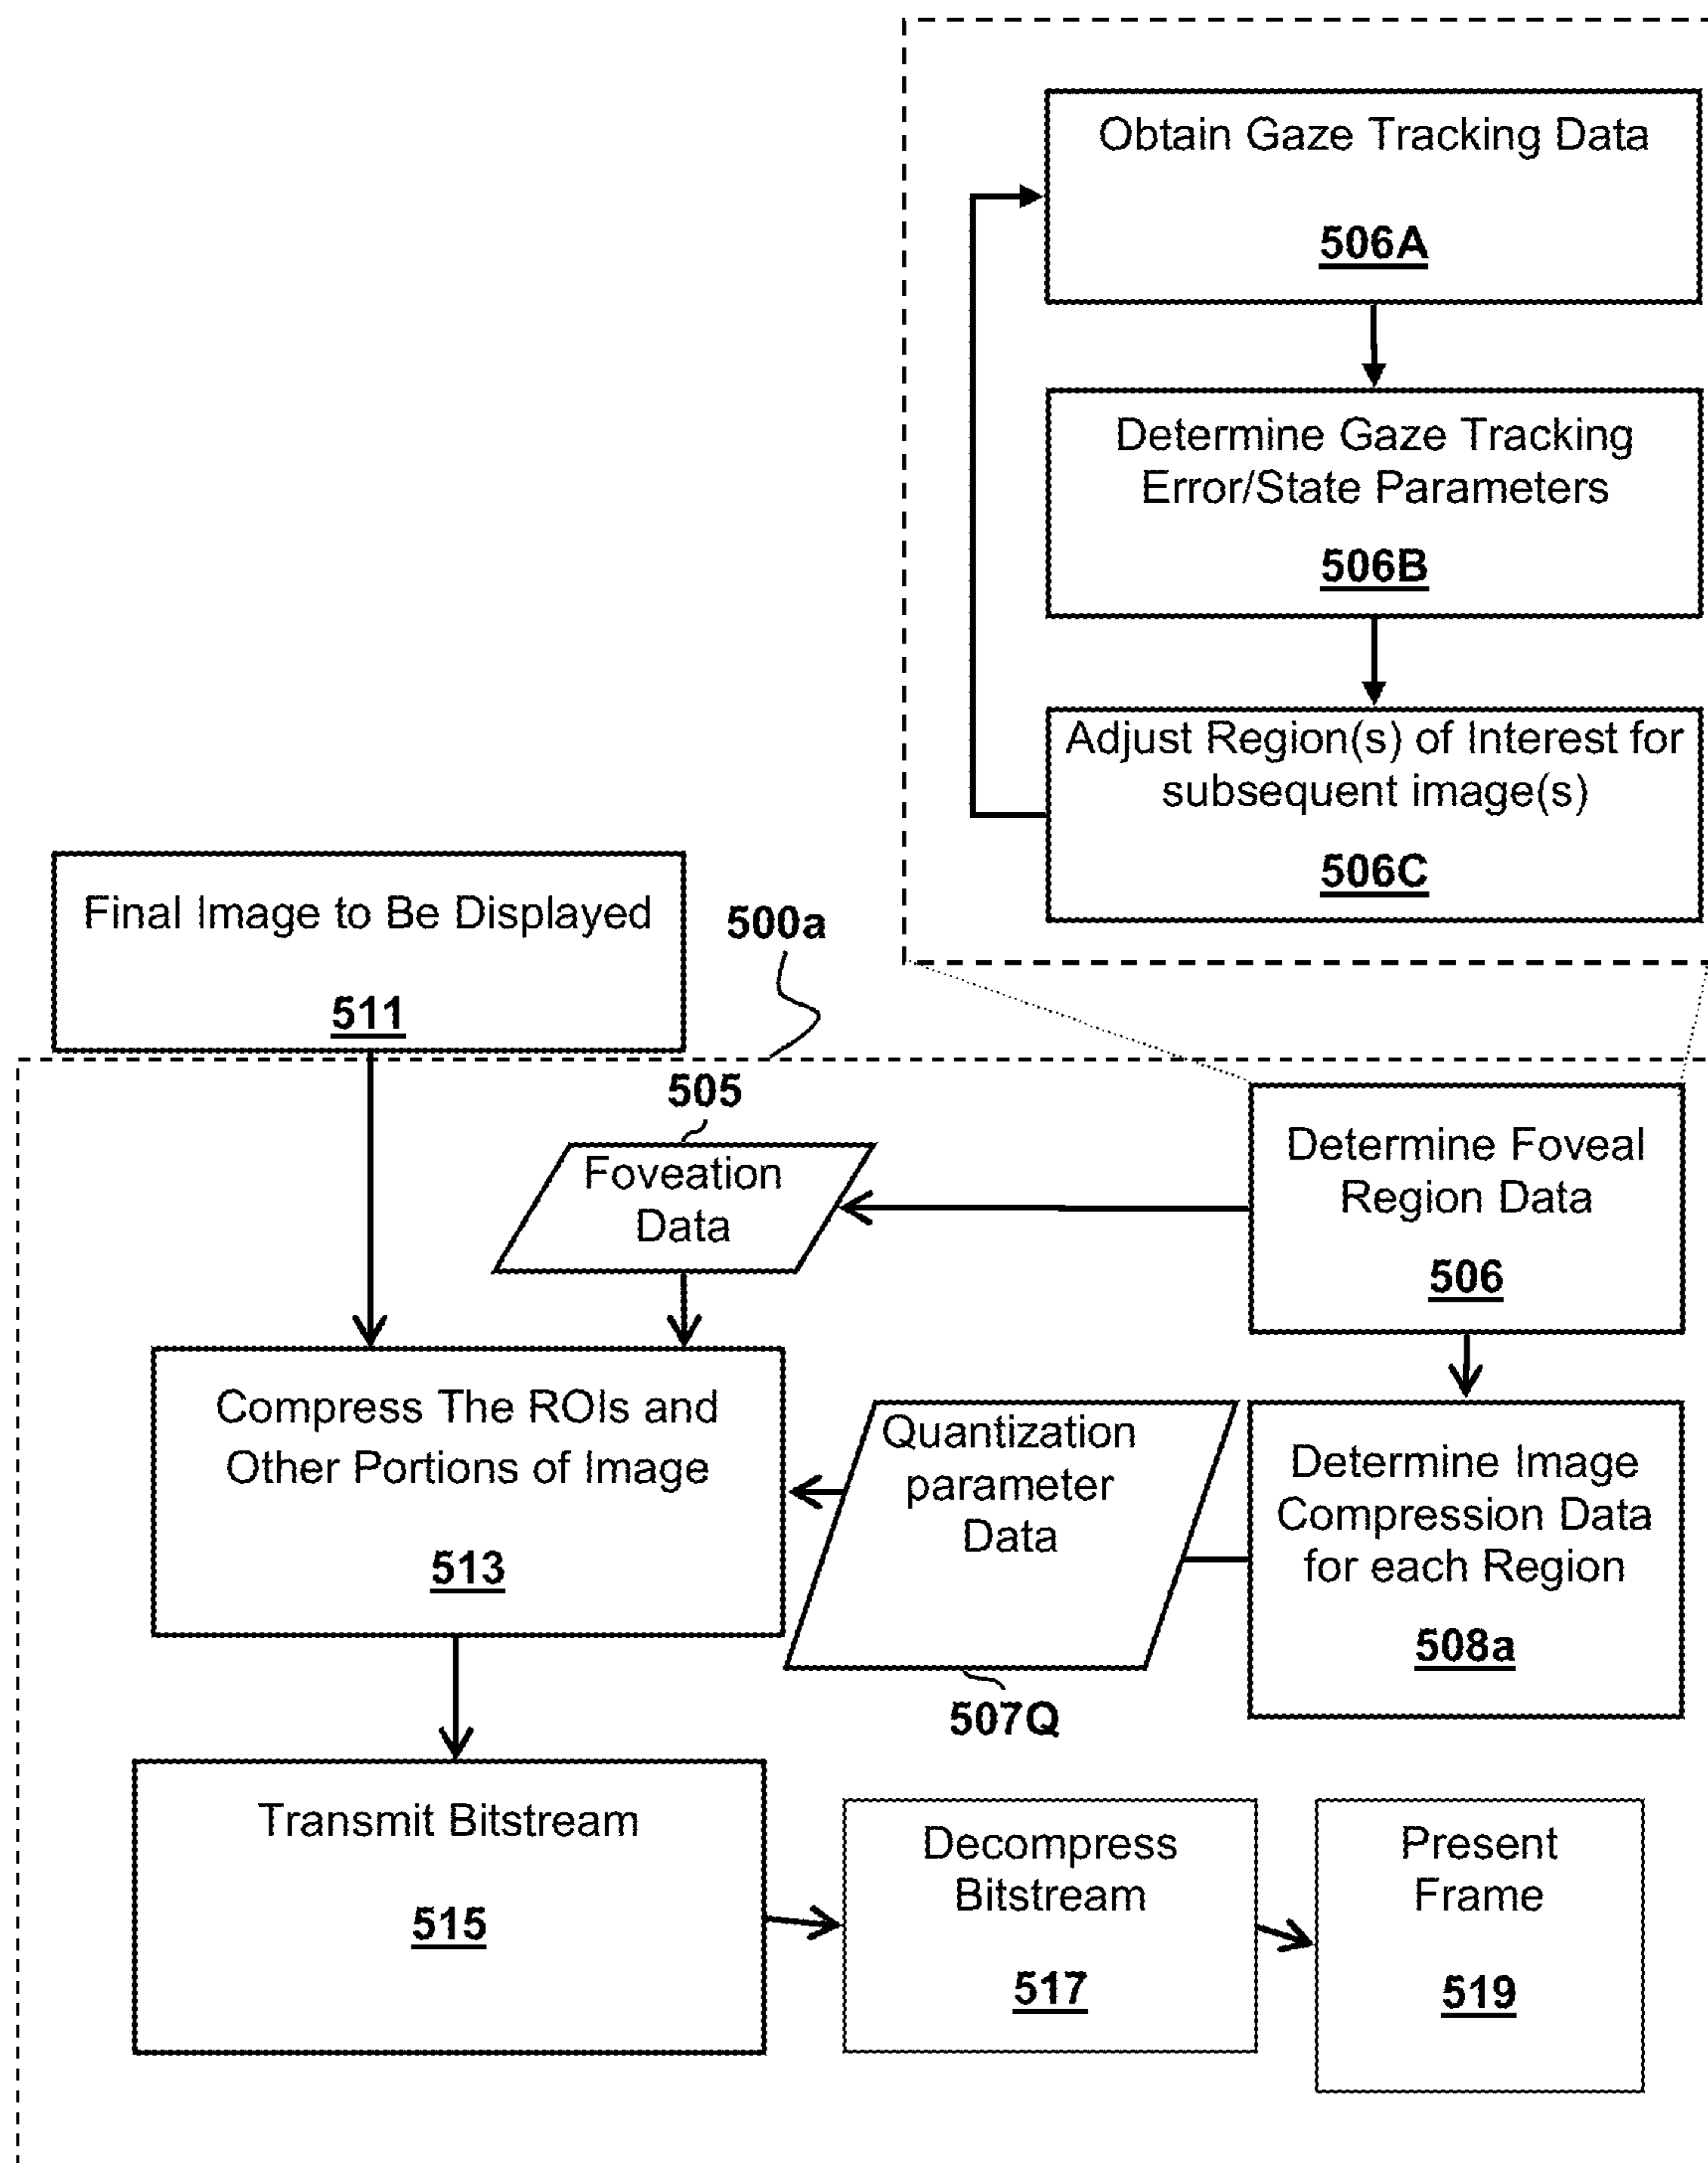 Obtain Gaze Tracking Data
506A
Determine Gaze Tracking
Error/State Parameters
506B
Adjust Region(s) of Interest for
subsequent image(s)
506C
Final Image to Be Displayed
511
500a
505
Foveation
Data
Determine Foveal
Region Data
506
Compress The ROIs and
Other Portions of Image
513
Quantization
parameter
Data
507Q
Determine Image
Compression Data
for each Region
508a
Transmit Bitstream
515
Decompress
Bitstream
517
Present
Frame
519